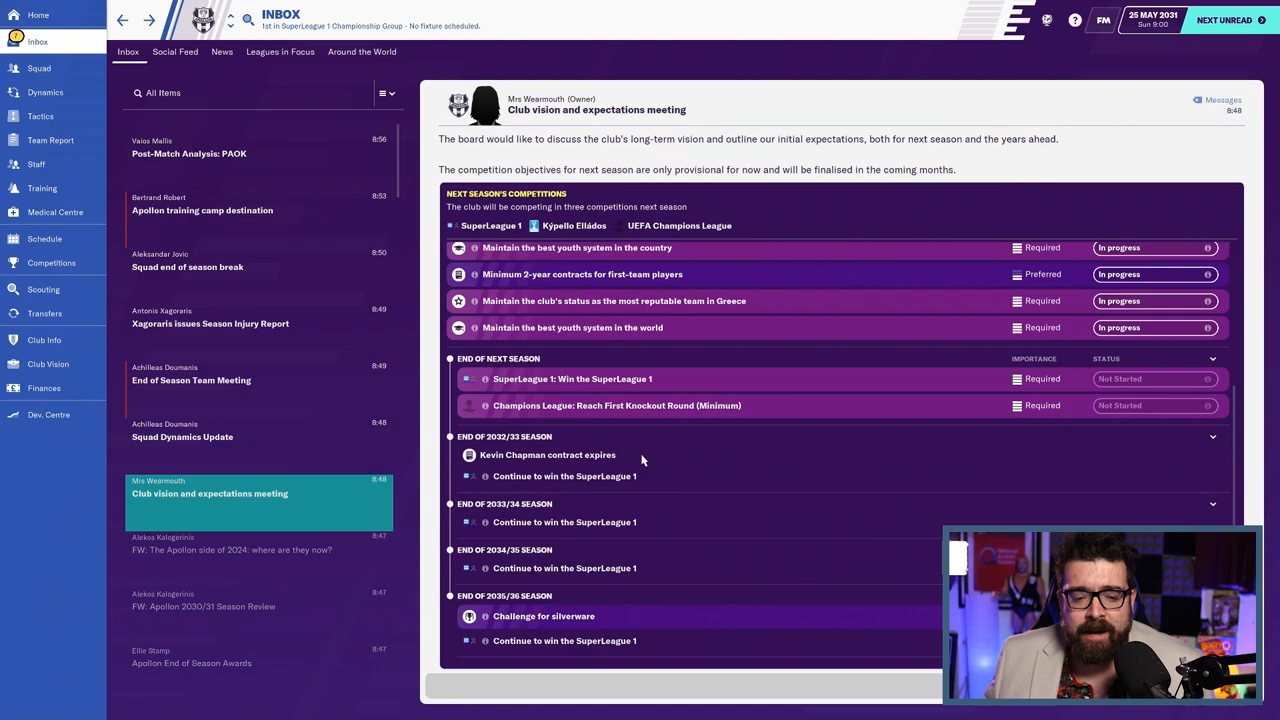 Home
7
Inbox
Squad
Dynamics
Tactics
Team Report
Staff
Training
Medical Centre
Schedule
Competitions
Scouting
Transfers
Club Info
Club Vision
Finances
Dev. Centre
INBOX
1st in SuperLeague 1 Championship Group - No fixture scheduled.
FM
25 MAY 2031
Sun 9:00
NEXT UNREAD
Inbox
Social Feed
News
Leagues in Focus
Around the World
All Items
Vaios Mallis
8:56
Post-Match Analysis: PAOK
Bertrand Robert
8:53
Apollon training camp destination
Aleksandar Jovic
8:50
Squad end of season break
Antonis Xagoraris
8:49
Xagoraris issues Season Injury Report
Achilleas Doumanis
8:49
End of Season Team Meeting
Achilleas Doumanis
8:48
Squad Dynamics Update
Mrs Wearmouth
8:48
Club vision and expectations meeting
Alekos Kalogerinis
8:47
FW: The Apollon side of 2024: where are they now?
Alekos Kalogerinis
8:47
FW: Apollon 2030/31 Season Review
Ellie Stamp
8:47
Apollon End of Season Awards
Mrs Wearmouth (Owner)
Club vision and expectations meeting
Messages
8:48
The board would like to discuss the club's long-term vision and outline our initial expectations, both for next season and the years ahead.
The competition objectives for next season are only provisional for now and will be finalised in the coming months.
NEXT SEASON'S COMPETITIONS
The club will be competing in three competitions next season
SuperLeague 1 Kýpello Elládos UEFA Champions League
Maintain the best youth system in the country Required In progress
Minimum 2-year contracts for first-team players Preferred In progress
Maintain the club's status as the most reputable team in Greece Required In progress
Maintain the best youth system in the world Required In progress
END OF NEXT SEASON IMPORTANCE STATUS
SuperLeague 1: Win the SuperLeague 1 Required Not Started
Champions League: Reach First Knockout Round (Minimum) Required Not Started
END OF 2032/33 SEASON
Kevin Chapman contract expires
Continue to win the SuperLeague 1
END OF 2033/34 SEASON
Continue to win the SuperLeague 1
END OF 2034/35 SEASON
Continue to win the SuperLeague 1
END OF 2035/36 SEASON
Challenge for silverware
Continue to win the SuperLeague 1